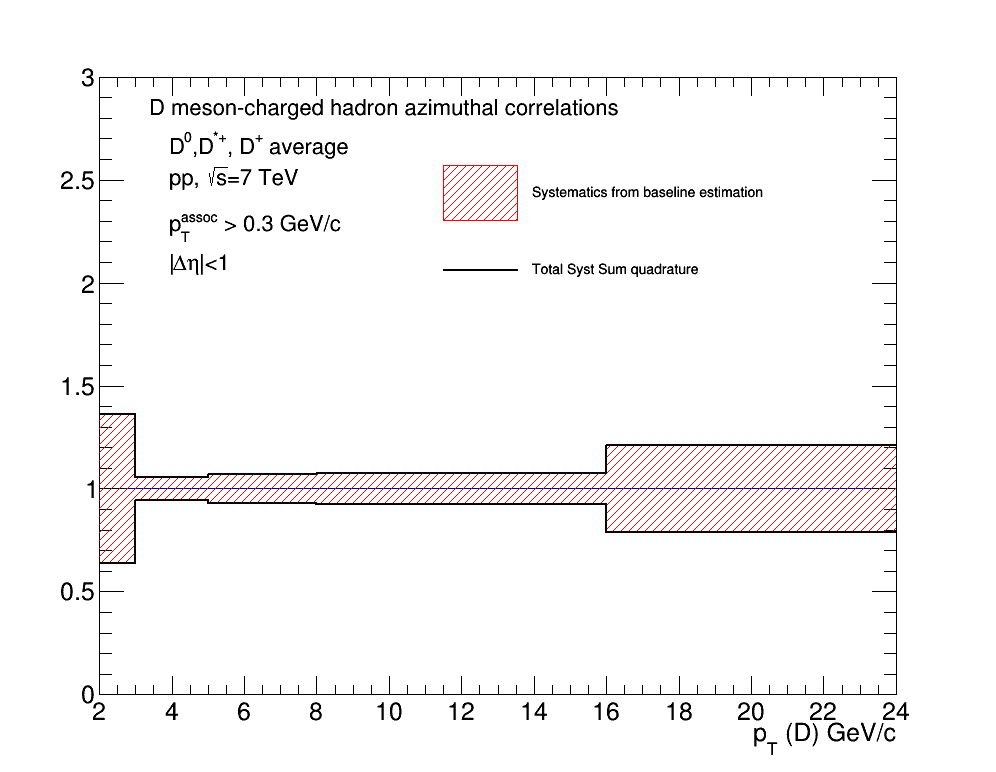 3
D meson-charged hadron azimuthal correlations
D⁰,D*⁺, D⁺ average
2.5
pp, √s=7 TeV
Systematics from baseline estimation
p_T^assoc > 0.3 GeV/c
|Δη|<1
Total Syst Sum quadrature
2
1.5
1
0.5
0
2 4 6 8 10 12 14 16 18 20 22 24
p_T (D) GeV/c